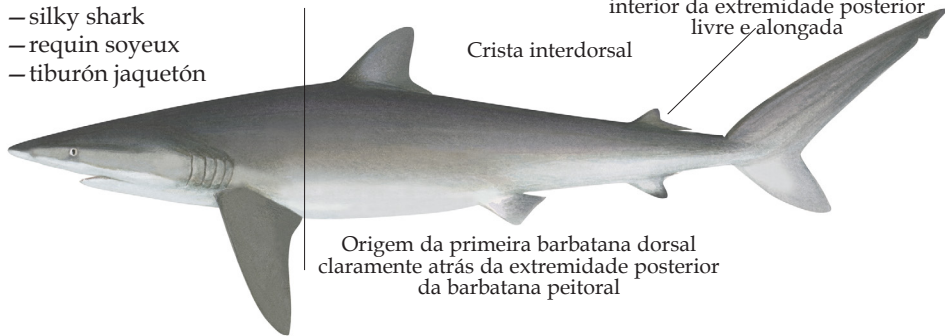 —silky shark
—requin soyeux
—tiburón jaquetón
interior da extremidade posterior
livre e alongada
Crista interdorsal
Origem da primeira barbatana dorsal
claramente atrás da extremidade posterior
da barbatana peitoral